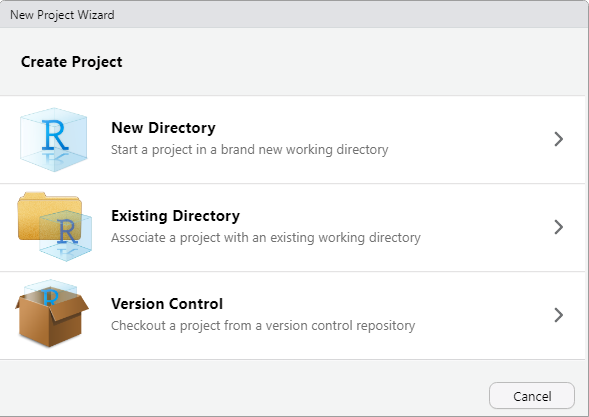 New Project Wizard
Create Project
R
New Directory
Start a project in a brand new working directory
R
Existing Directory
Associate a project with an existing working directory
R
Version Control
Checkout a project from a version control repository
Cancel